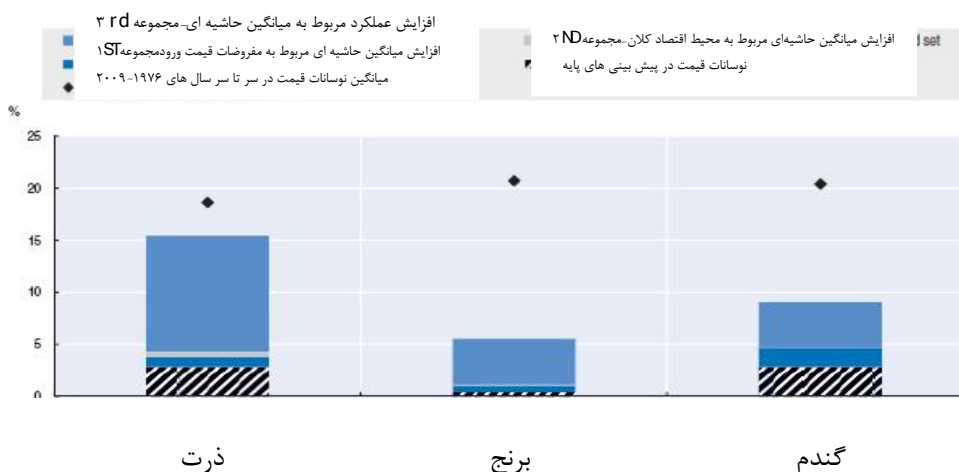 افزایش عملکرد مربوط به میانگین حاشیه ای-مجموعه ۳ rd
افزایش میانگین حاشیه ای مربوط به مفروضات قیمت ورودمجموعه۱ST
میانگین نوسانات قیمت در سر تا سر سال های ۱۹۷۶-۲۰۰۹
افزایش میانگین حاشیه‌ای مربوط به محیط اقتصاد کلان-مجموعه۲ND
نوسانات قیمت در پیش بینی های پایه
d set
%
25
20
15
10
5
0
ذرت
برنج
گندم